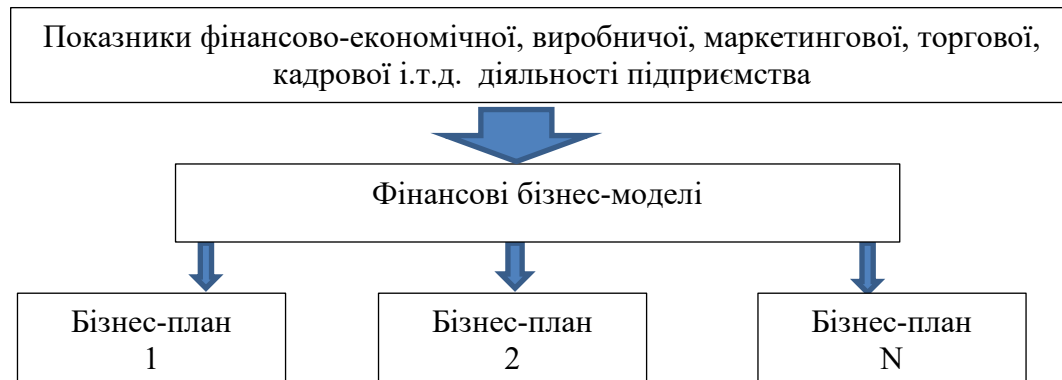 Показники фінансово-економічної, виробничої, маркетингової, торгової,
кадрової і.т.д. діяльності підприємства
Фінансові бізнес-моделі
Бізнес-план
1
Бізнес-план
2
Бізнес-план
N